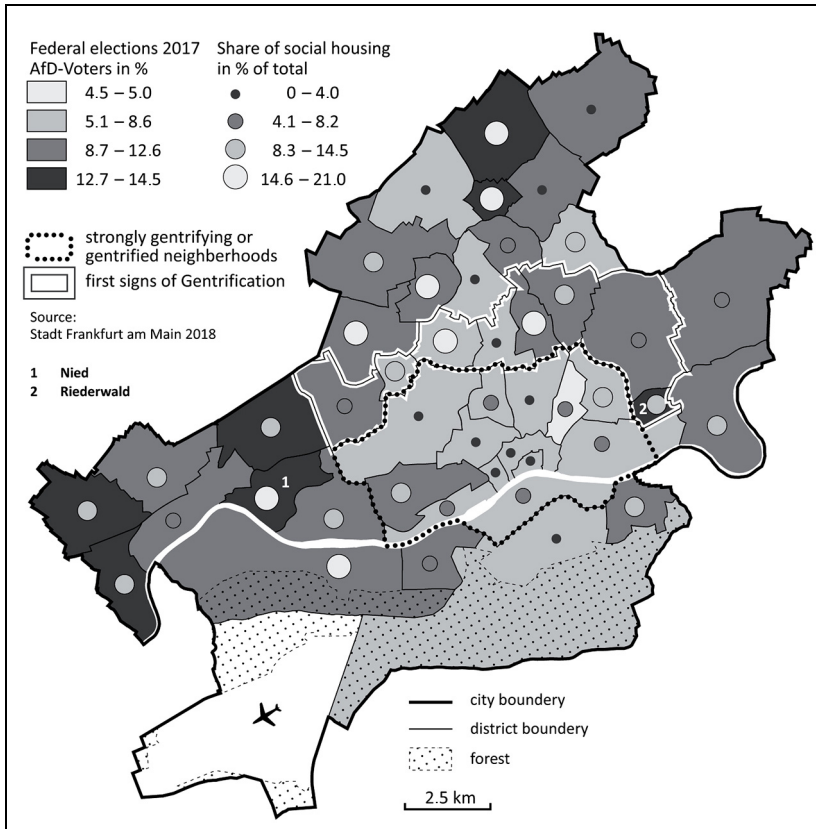 Federal elections 2017
AfD-Voters in %
4.5 – 5.0
5.1 – 8.6
8.7 – 12.6
12.7 – 14.5
Share of social housing
in % of total
0 – 4.0
4.1 – 8.2
8.3 – 14.5
14.6 – 21.0
strongly gentrifying or
gentrified neighberhoods
first signs of Gentrification
Source:
Stadt Frankfurt am Main 2018
1 Nied
2 Riederwald
2
1
city boundery
district boundery
forest
2.5 km